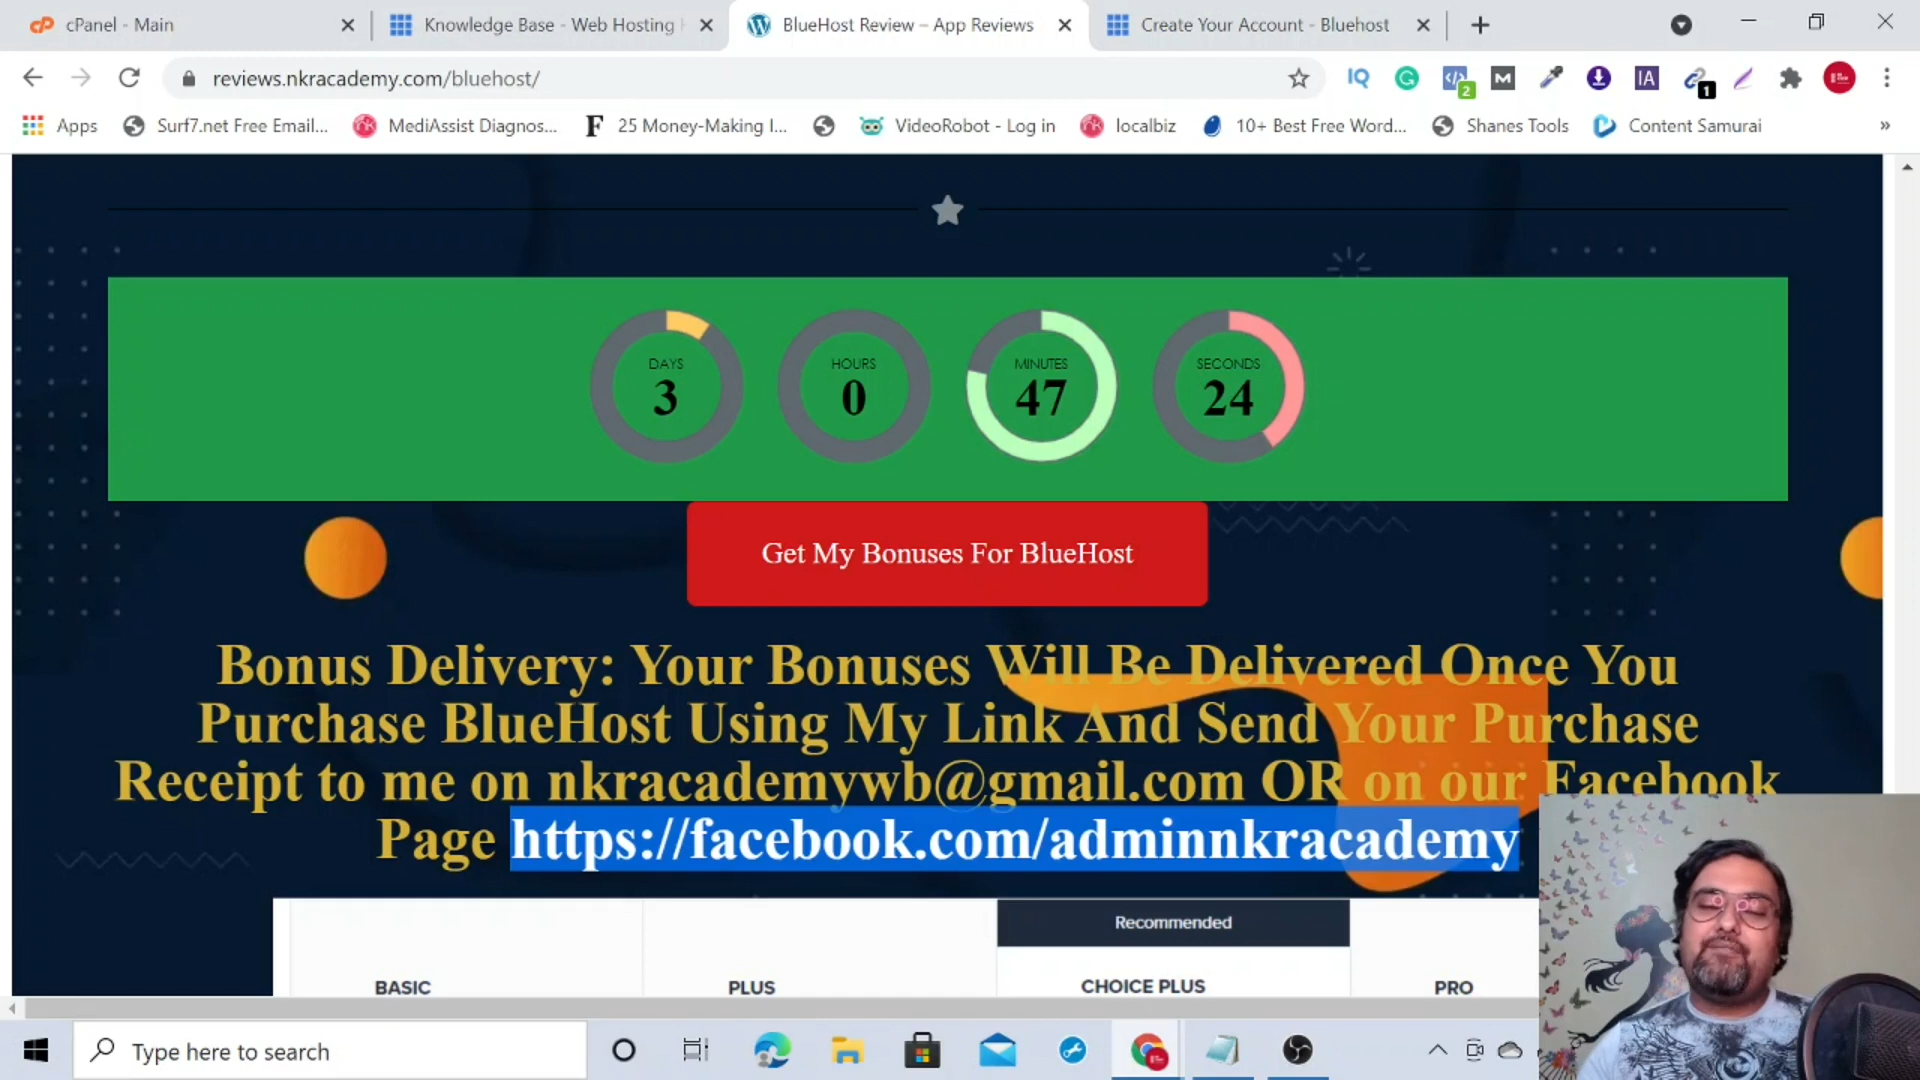 cPanel - Main
Knowledge Base - Web Hosting
BlueHost Review – App Reviews
Create Your Account - Bluehost
reviews.nkracademy.com/bluehost/
IQ
2
M
IA
1
Apps
Surf7.net Free Email...
MediAssist Diagnos...
25 Money-Making I...
VideoRobot - Log in
localbiz
10+ Best Free Word...
Shanes Tools
Content Samurai
»
DAYS
3
HOURS
0
MINUTES
47
SECONDS
24
Get My Bonuses For BlueHost
Bonus Delivery: Your Bonuses Will Be Delivered Once You
Purchase BlueHost Using My Link And Send Your Purchase
Receipt to me on nkracademywb@gmail.com OR on our Facebook
Page https://facebook.com/adminnkracademy
Recommended
BASIC
PLUS
CHOICE PLUS
PRO
Type here to search